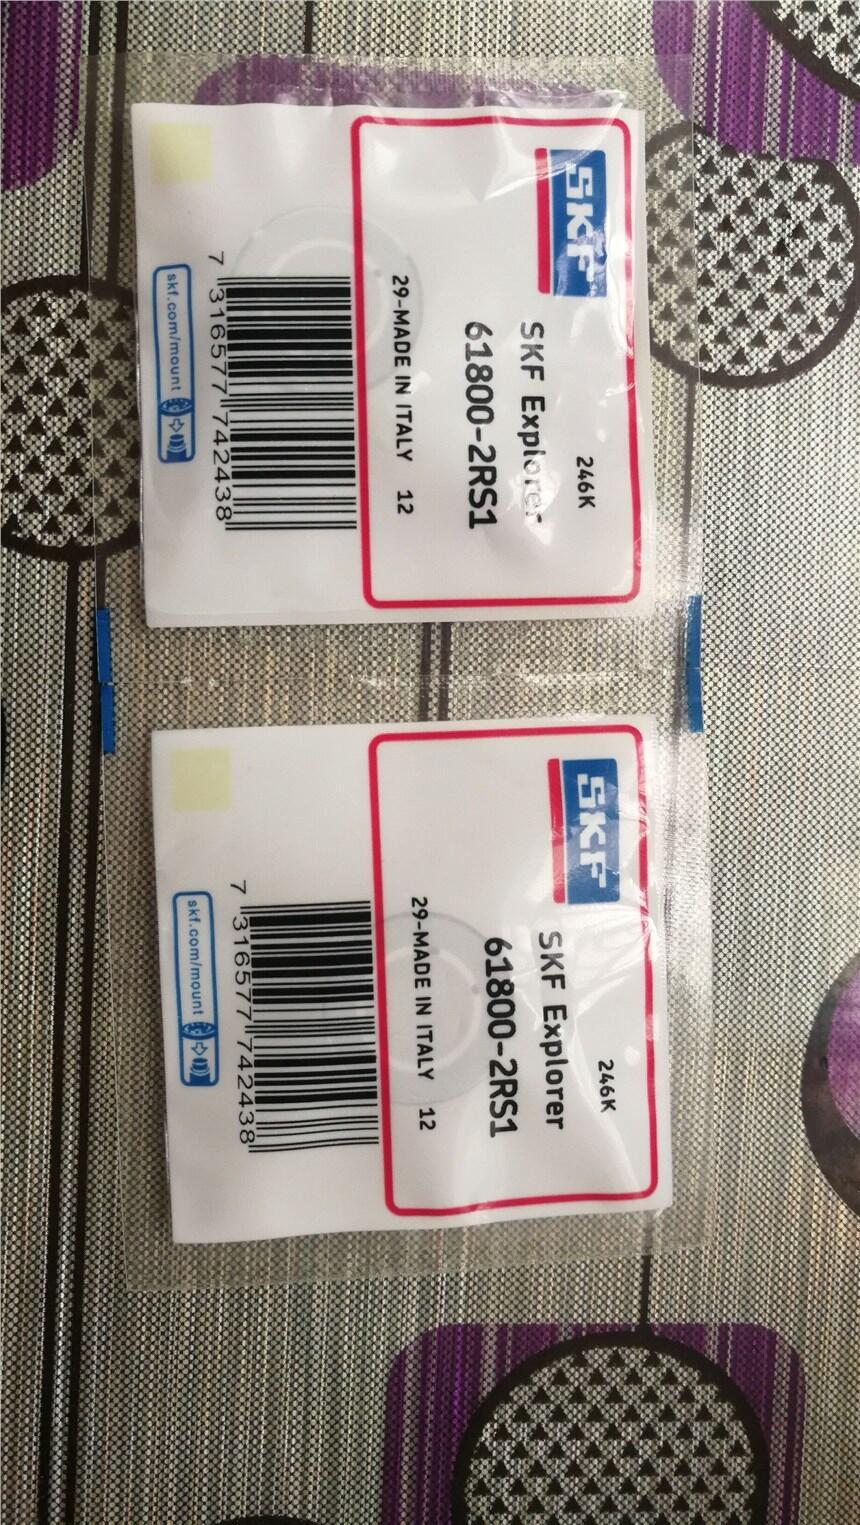 SKF
246K
SKF Explorer
61800-2RS1
29-MADE IN ITALY 12
7 316577 742438
skf.com/mount
SKF
246K
SKF Explorer
61800-2RS1
29-MADE IN ITALY 12
7 316577 742438
skf.com/mount